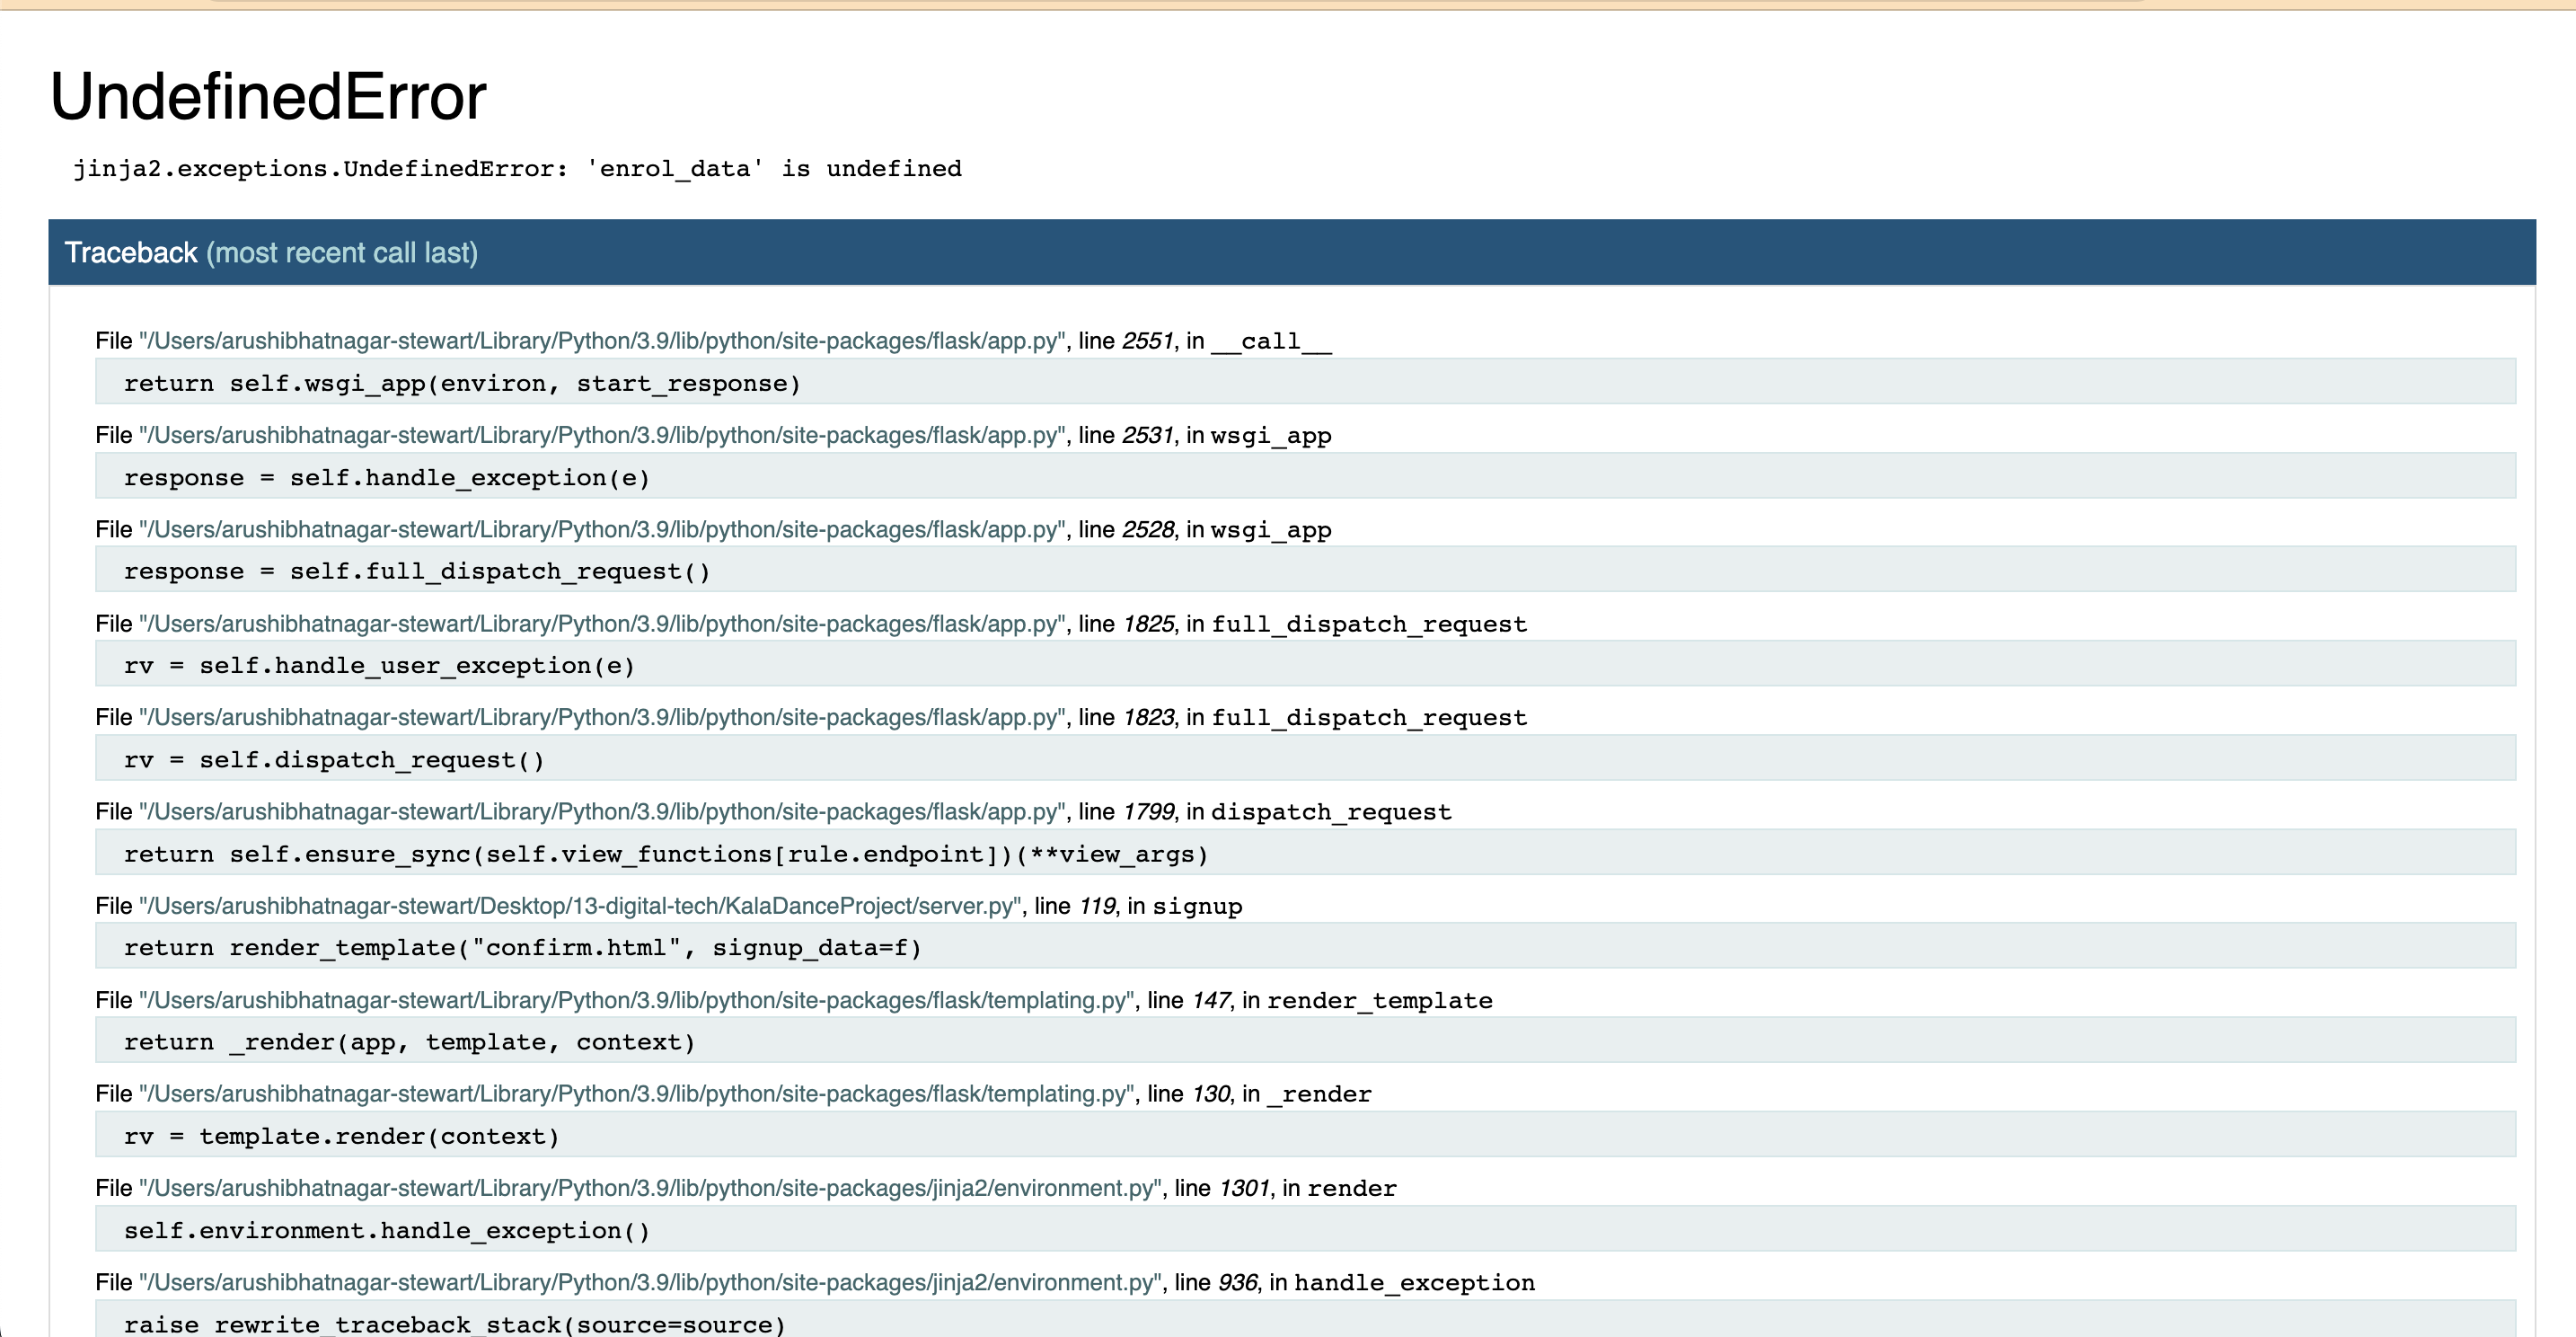 UndefinedError
jinja2.exceptions.UndefinedError: 'enrol_data' is undefined
Traceback (most recent call last)
File "/Users/arushibhatnagar-stewart/Library/Python/3.9/lib/python/site-packages/flask/app.py", line 2551, in __call__
return self.wsgi_app(environ, start_response)
File "/Users/arushibhatnagar-stewart/Library/Python/3.9/lib/python/site-packages/flask/app.py", line 2531, in wsgi_app
response = self.handle_exception(e)
File "/Users/arushibhatnagar-stewart/Library/Python/3.9/lib/python/site-packages/flask/app.py", line 2528, in wsgi_app
response = self.full_dispatch_request()
File "/Users/arushibhatnagar-stewart/Library/Python/3.9/lib/python/site-packages/flask/app.py", line 1825, in full_dispatch_request
rv = self.handle_user_exception(e)
File "/Users/arushibhatnagar-stewart/Library/Python/3.9/lib/python/site-packages/flask/app.py", line 1823, in full_dispatch_request
rv = self.dispatch_request()
File "/Users/arushibhatnagar-stewart/Library/Python/3.9/lib/python/site-packages/flask/app.py", line 1799, in dispatch_request
return self.ensure_sync(self.view_functions[rule.endpoint])(**view_args)
File "/Users/arushibhatnagar-stewart/Desktop/13-digital-tech/KalaDanceProject/server.py", line 119, in signup
return render_template("confirm.html", signup_data=f)
File "/Users/arushibhatnagar-stewart/Library/Python/3.9/lib/python/site-packages/flask/templating.py", line 147, in render_template
return _render(app, template, context)
File "/Users/arushibhatnagar-stewart/Library/Python/3.9/lib/python/site-packages/flask/templating.py", line 130, in _render
rv = template.render(context)
File "/Users/arushibhatnagar-stewart/Library/Python/3.9/lib/python/site-packages/jinja2/environment.py", line 1301, in render
self.environment.handle_exception()
File "/Users/arushibhatnagar-stewart/Library/Python/3.9/lib/python/site-packages/jinja2/environment.py", line 936, in handle_exception
raise rewrite_traceback_stack(source=source)